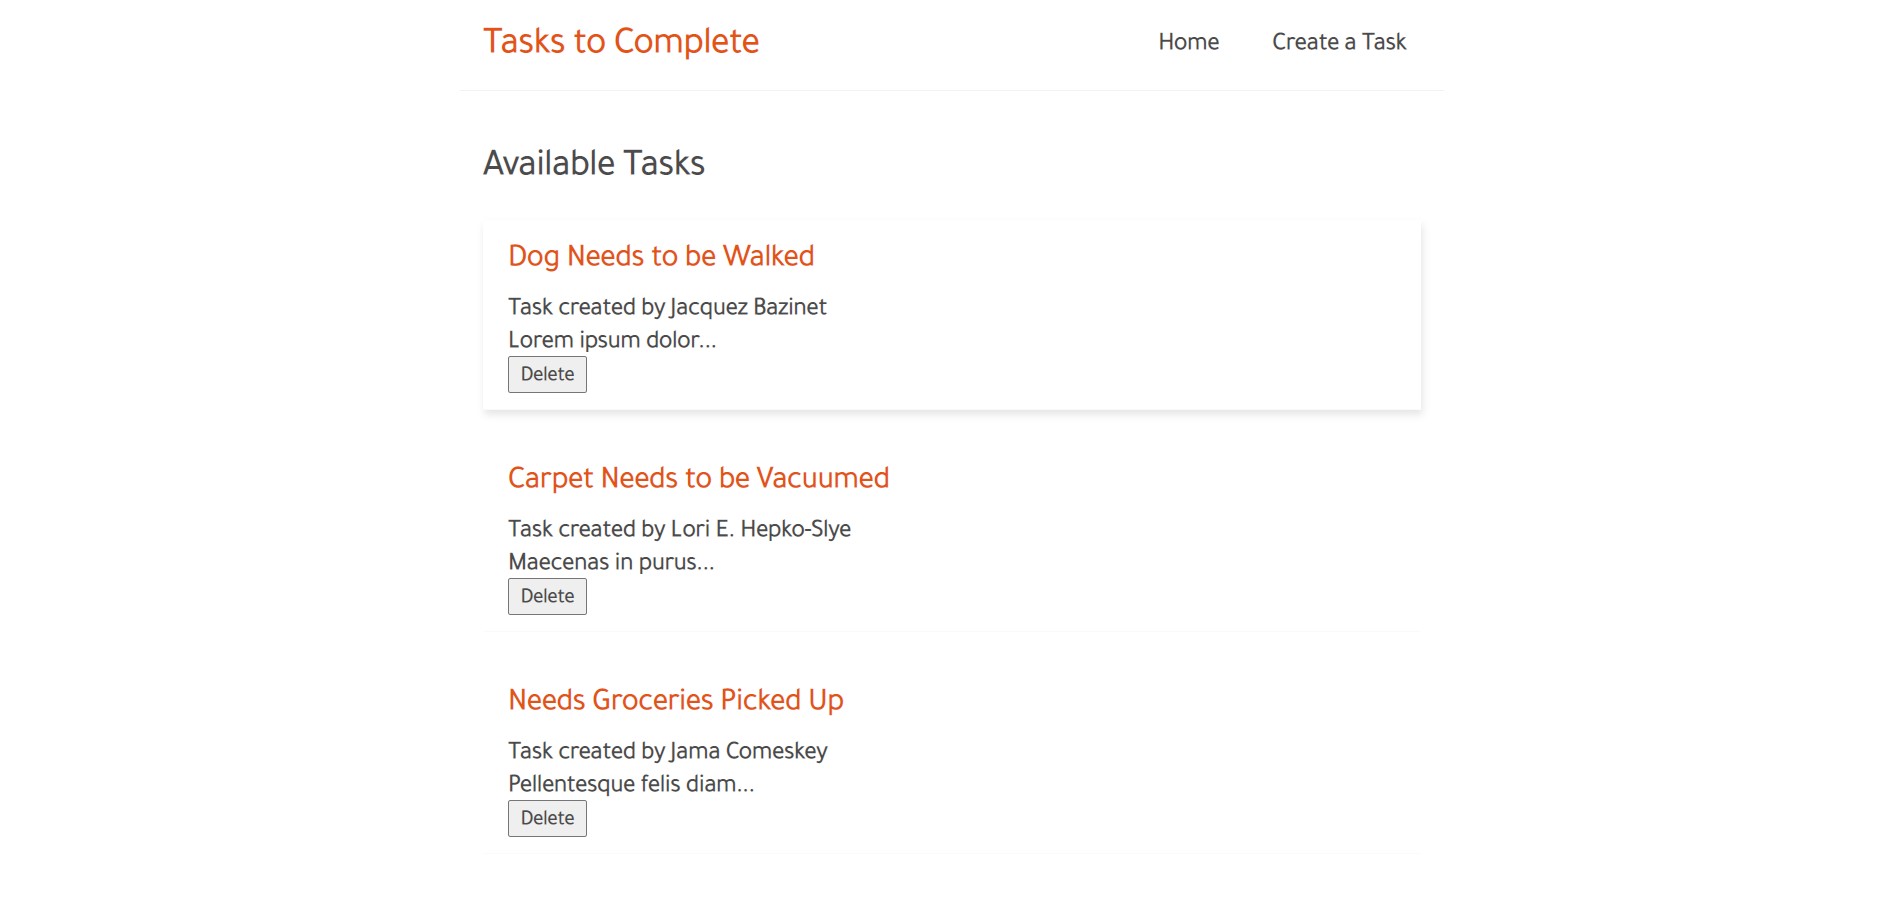 Tasks to Complete
Home
Create a Task
Available Tasks
Dog Needs to be Walked
Task created by Jacquez Bazinet
Lorem ipsum dolor...
Delete
Carpet Needs to be Vacuumed
Task created by Lori E. Hepko-Slye
Maecenas in purus...
Delete
Needs Groceries Picked Up
Task created by Jama Comeskey
Pellentesque felis diam...
Delete